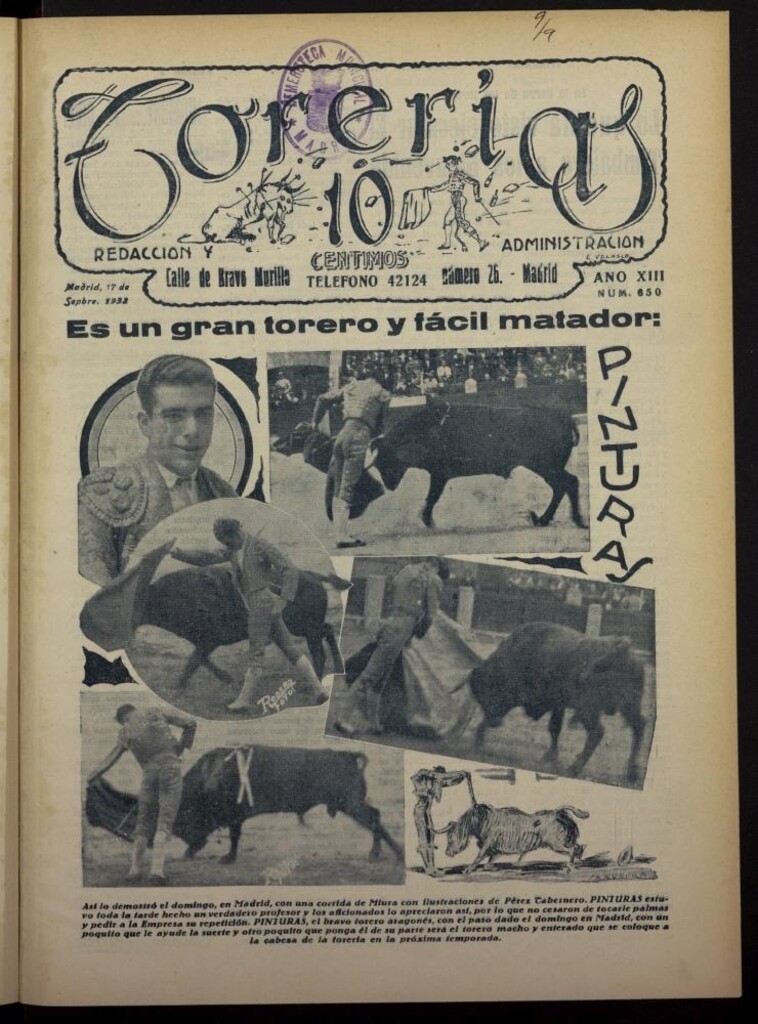 9/9
HEMEROTECA MUNICIPAL
MADRID
Torerías
10
CENTIMOS
REDACCION Y
ADMINISTRACION
Calle de Bravo Murillo TELEFONO 42124 número 26. - Madrid
Madrid, 17 de
Sepbre. 1933
AÑO XIII
NUM. 650
Es un gran torero y fácil matador:
PINTURAS
Así lo demostró el domingo, en Madrid, con una corrida de Miura con ilustraciones de Pérez Tabernero. PINTURAS estu-
vo toda la tarde hecho un verdadero profesor y los aficionados lo apreciaron así, por lo que no cesaron de tocarle palmas
y pedir a la Empresa su repetición. PINTURAS, el bravo torero aragonés, con el paso dado el domingo en Madrid, con un
poquito que le ayude la suerte y otro poquito que ponga él de su parte será el torero macho y enterado que se coloque a
la cabeza de la torería en la próxima temporada.